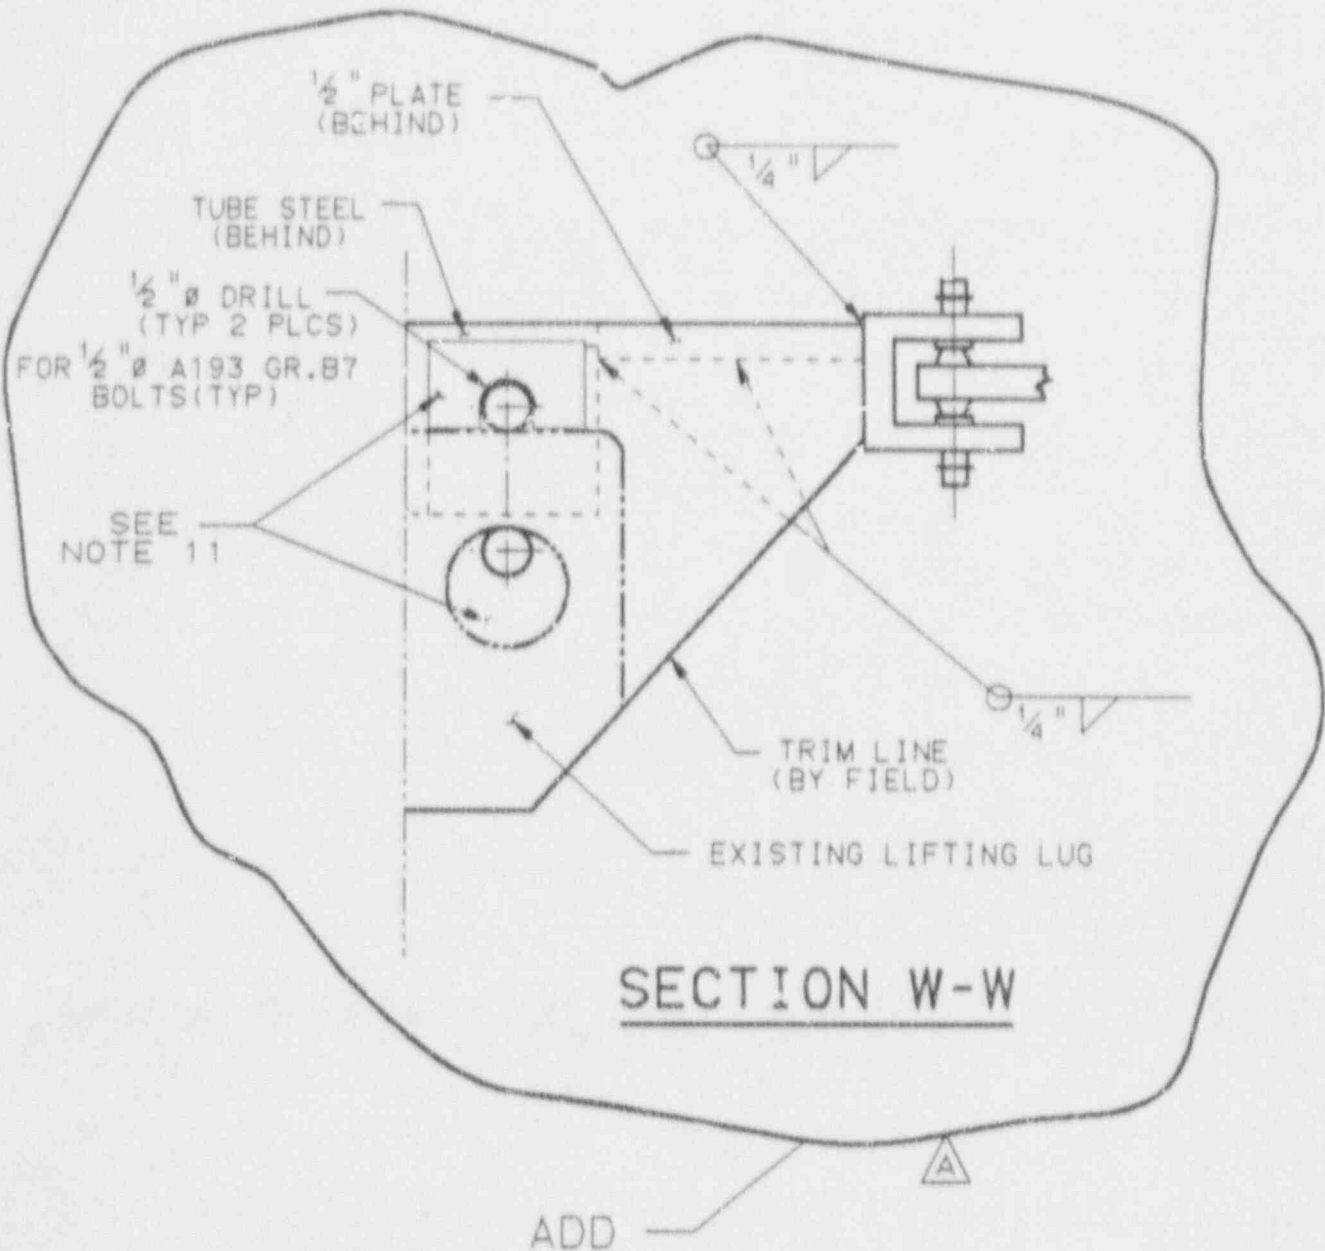 ½" PLATE
(BEHIND)
¼"
TUBE STEEL
(BEHIND)
½"ø DRILL
(TYP 2 PLCS)
FOR ½"ø A193 GR.B7
BOLTS(TYP)
SEE
NOTE 11
¼"
TRIM LINE
(BY FIELD)
EXISTING LIFTING LUG
SECTION W-W
A
ADD